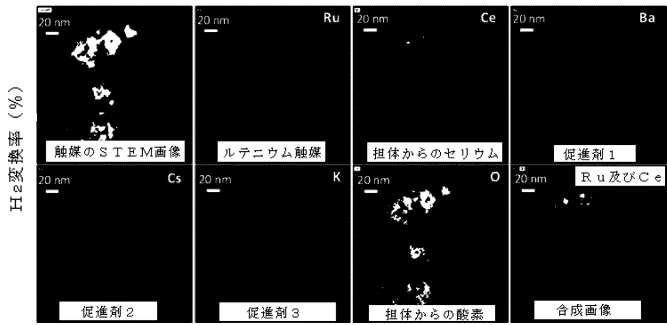 H₂変換率（%）
20 nm
触媒のSTEM画像
Ru
20 nm
ルテニウム触媒
Ce
20 nm
担体からのセリウム
Ba
20 nm
促進剤1
Cs
20 nm
促進剤2
K
20 nm
促進剤3
O
20 nm
担体からの酸素
Ru及びCe
20 nm
合成画像